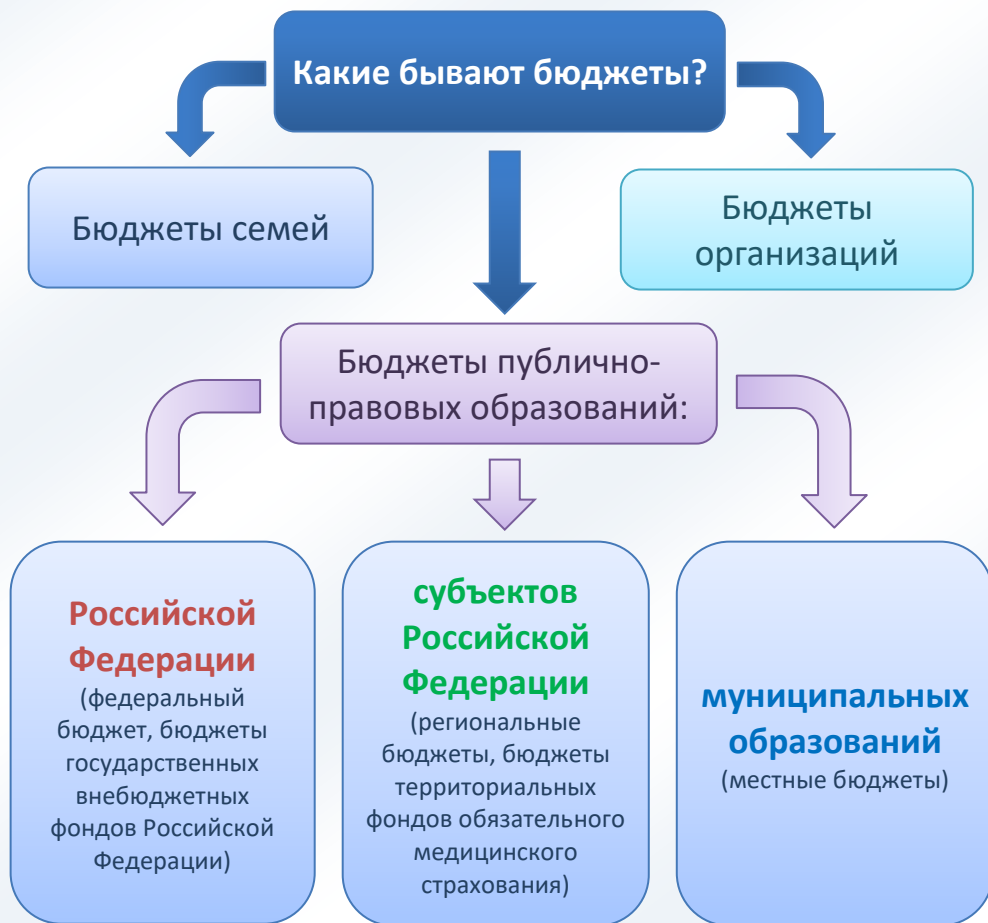 Какие бывают бюджеты?
Бюджеты семей
Бюджеты
организаций
Бюджеты публично-
правовых образований:
Российской
Федерации
(федеральный
бюджет, бюджеты
государственных
внебюджетных
фондов Российской
Федерации)
субъектов
Российской
Федерации
(региональные
бюджеты, бюджеты
территориальных
фондов обязательного
медицинского
страхования)
муниципальных
образований
(местные бюджеты)